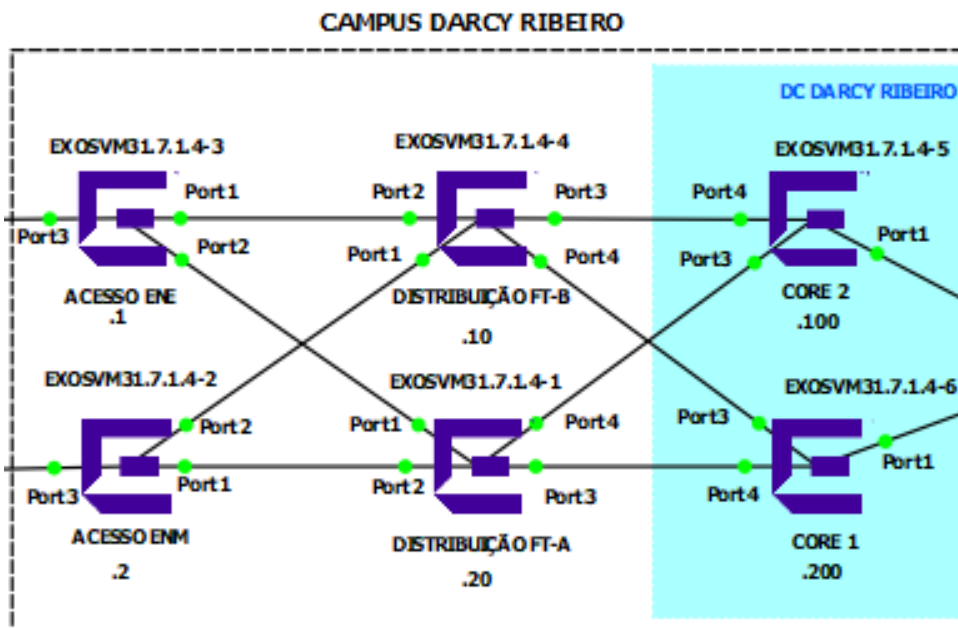 CAMPUS DARCY RIBEIRO
DC DARCY RIBEIRO
EXOSVM31.7.1.4-3
EXOSVM31.7.1.4-4
EXOSVM31.7.1.4-5
Port1
Port2
Port3
Port4
Port3
Port2
Port1
Port4
Port3
Port1
ACESSO ENE
.1
DISTRIBUIÇÃO FT-B
.10
CORE 2
.100
EXOSVM31.7.1.4-2
EXOSVM31.7.1.4-1
EXOSVM31.7.1.4-6
Port2
Port1
Port4
Port3
Port3
Port1
Port2
Port3
Port4
Port1
ACESSO ENM
.2
DISTRIBUIÇÃO FT-A
.20
CORE 1
.200